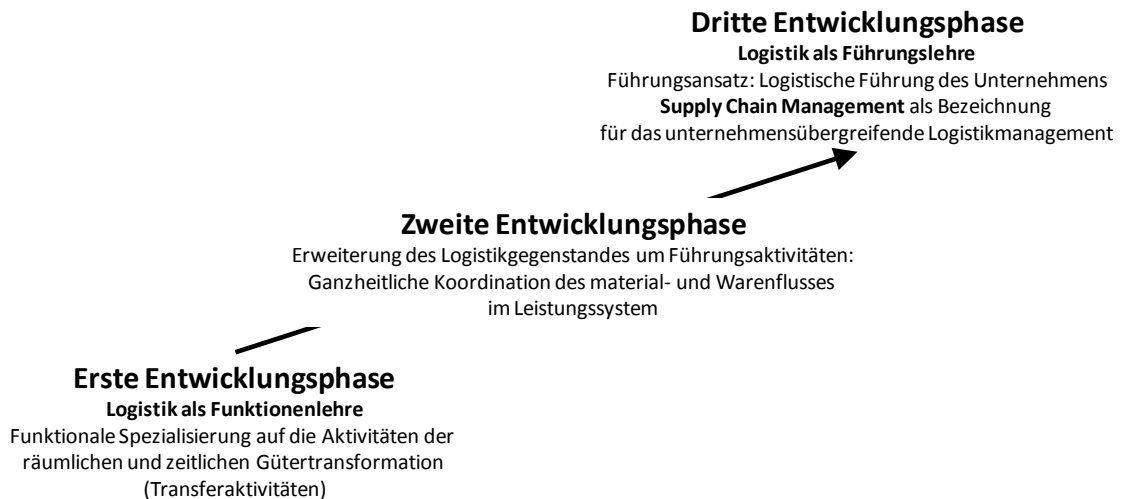 Dritte Entwicklungsphase
Logistik als Führungslehre
Führungsansatz: Logistische Führung des Unternehmens
Supply Chain Management als Bezeichnung
für das unternehmensübergreifende Logistikmanagement
Zweite Entwicklungsphase
Erweiterung des Logistikgegenstandes um Führungsaktivitäten:
Ganzheitliche Koordination des material- und Warenflusses
im Leistungssystem
Erste Entwicklungsphase
Logistik als Funktionenlehre
Funktionale Spezialisierung auf die Aktivitäten der
räumlichen und zeitlichen Gütertransformation
(Transferaktivitäten)